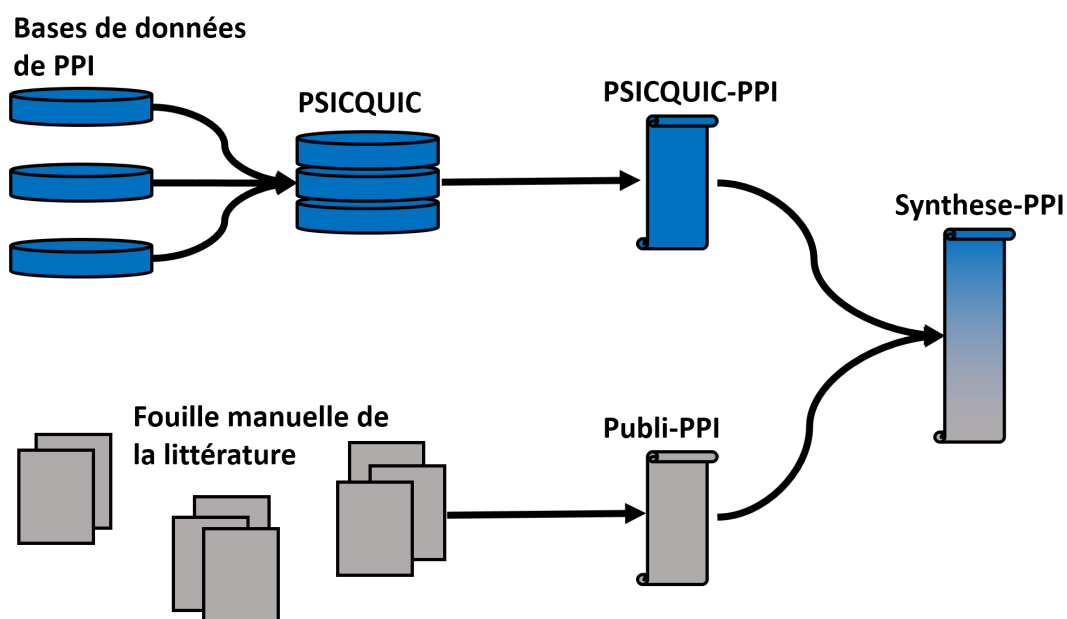 Bases de données
de PPI
PSICQUIC
PSICQUIC-PPI
Synthese-PPI
Fouille manuelle de
la littérature
Publi-PPI